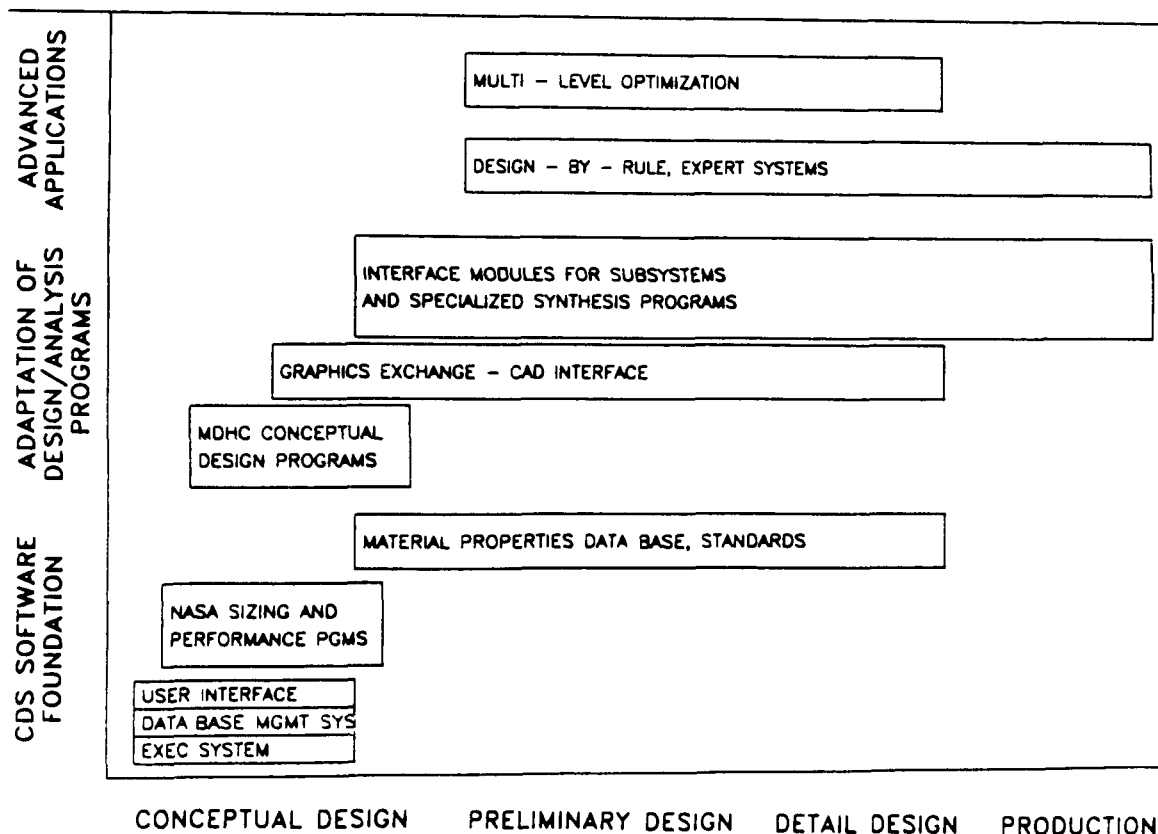 ADVANCED
APPLICATIONS
MULTI - LEVEL OPTIMIZATION
DESIGN - BY - RULE, EXPERT SYSTEMS
ADAPTATION OF
DESIGN/ANALYSIS
PROGRAMS
INTERFACE MODULES FOR SUBSYSTEMS
AND SPECIALIZED SYNTHESIS PROGRAMS
GRAPHICS EXCHANGE - CAD INTERFACE
MDHC CONCEPTUAL
DESIGN PROGRAMS
CDS SOFTWARE
FOUNDATION
MATERIAL PROPERTIES DATA BASE, STANDARDS
NASA SIZING AND
PERFORMANCE PGMS
USER INTERFACE
DATA BASE MGMT SYS
EXEC SYSTEM
CONCEPTUAL DESIGN PRELIMINARY DESIGN DETAIL DESIGN PRODUCTION